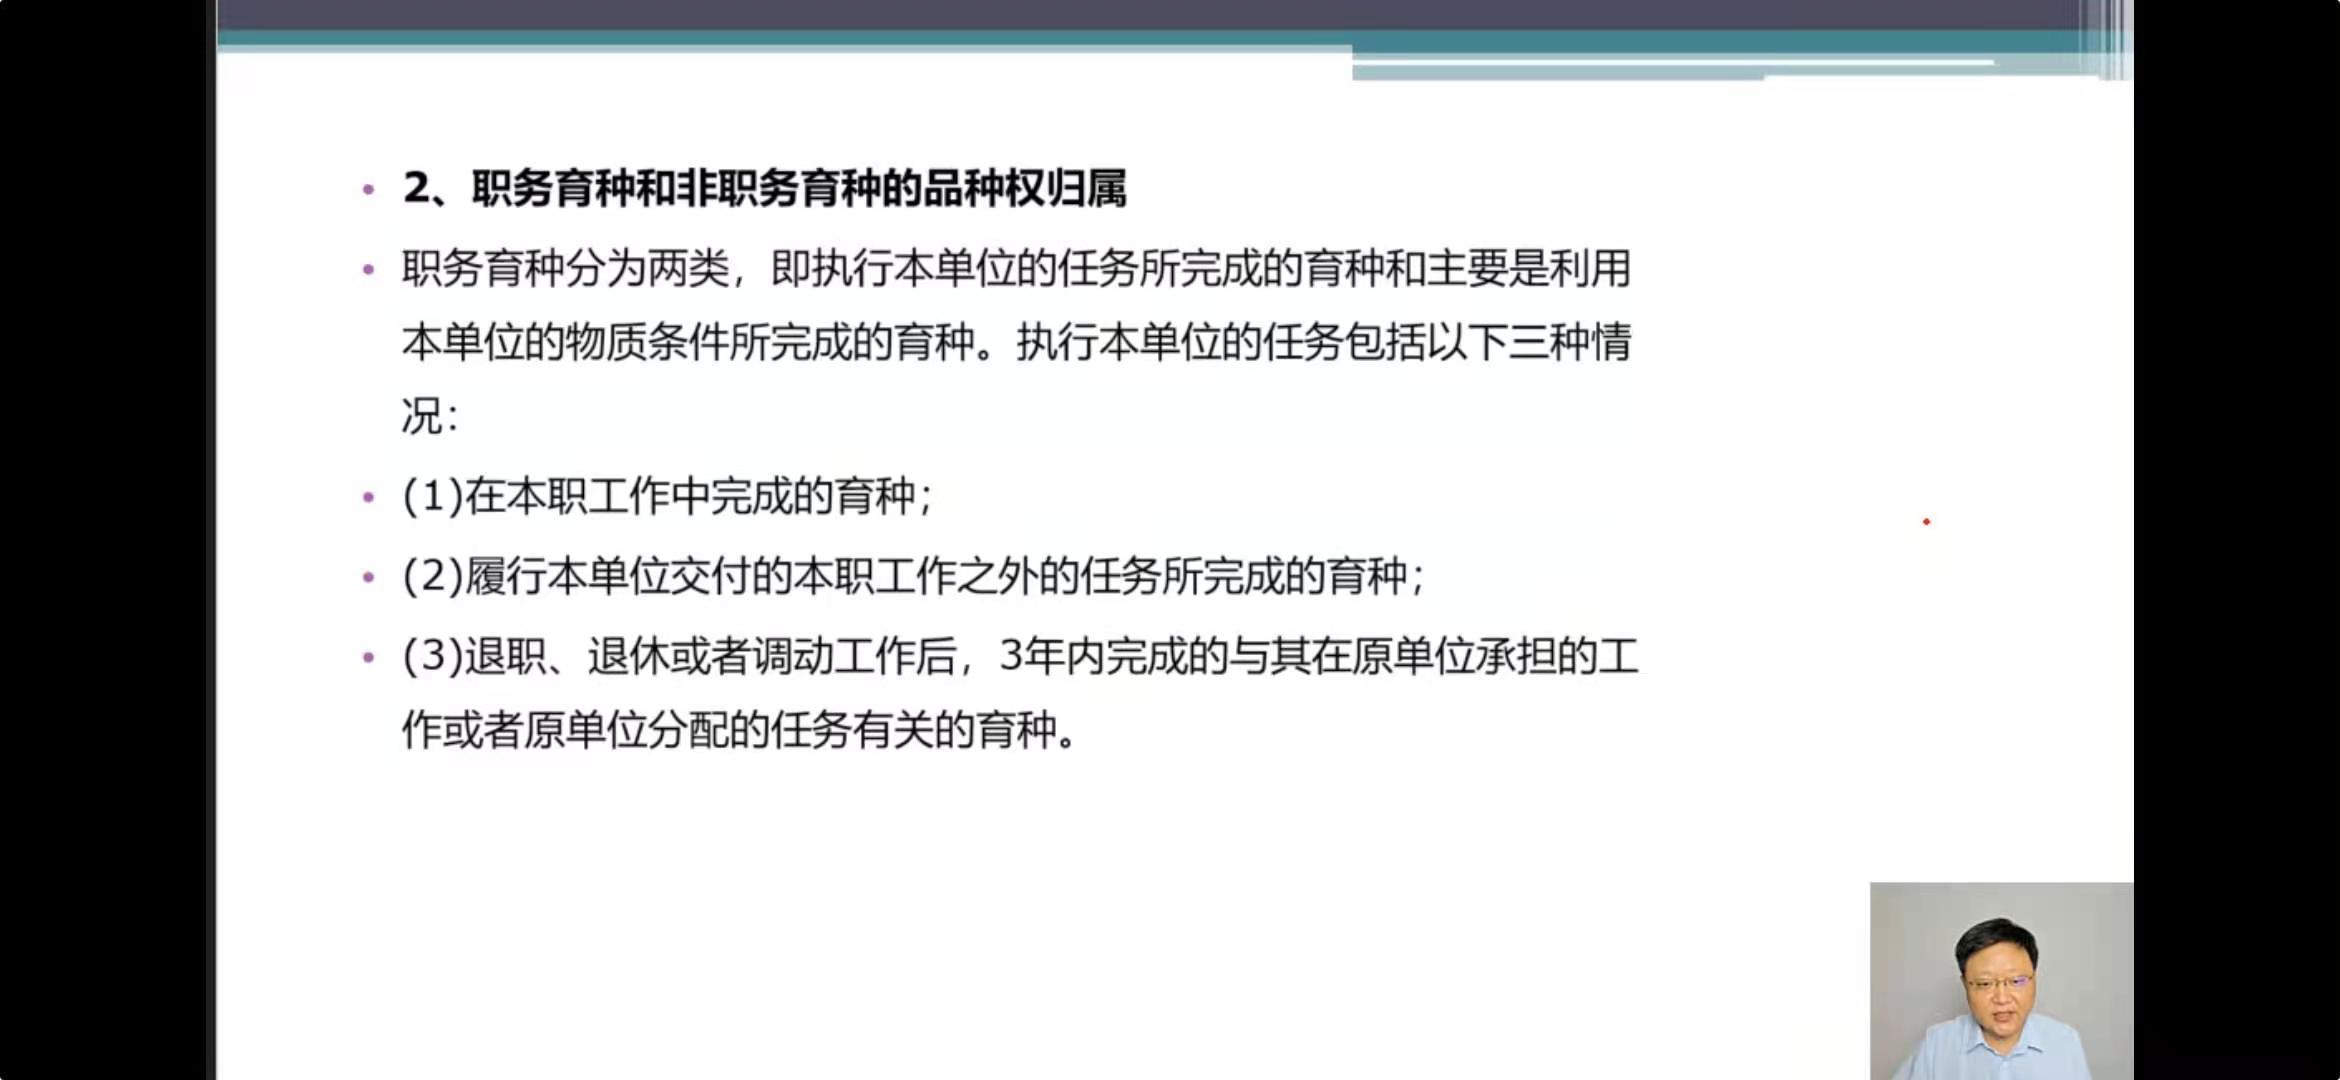 2、职务育种和非职务育种的品种权归属
职务育种分为两类，即执行本单位的任务所完成的育种和主要是利用
本单位的物质条件所完成的育种。执行本单位的任务包括以下三种情
况：
(1)在本职工作中完成的育种；
(2)履行本单位交付的本职工作之外的任务所完成的育种；
(3)退职、退休或者调动工作后，3年内完成的与其在原单位承担的工
作或者原单位分配的任务有关的育种。